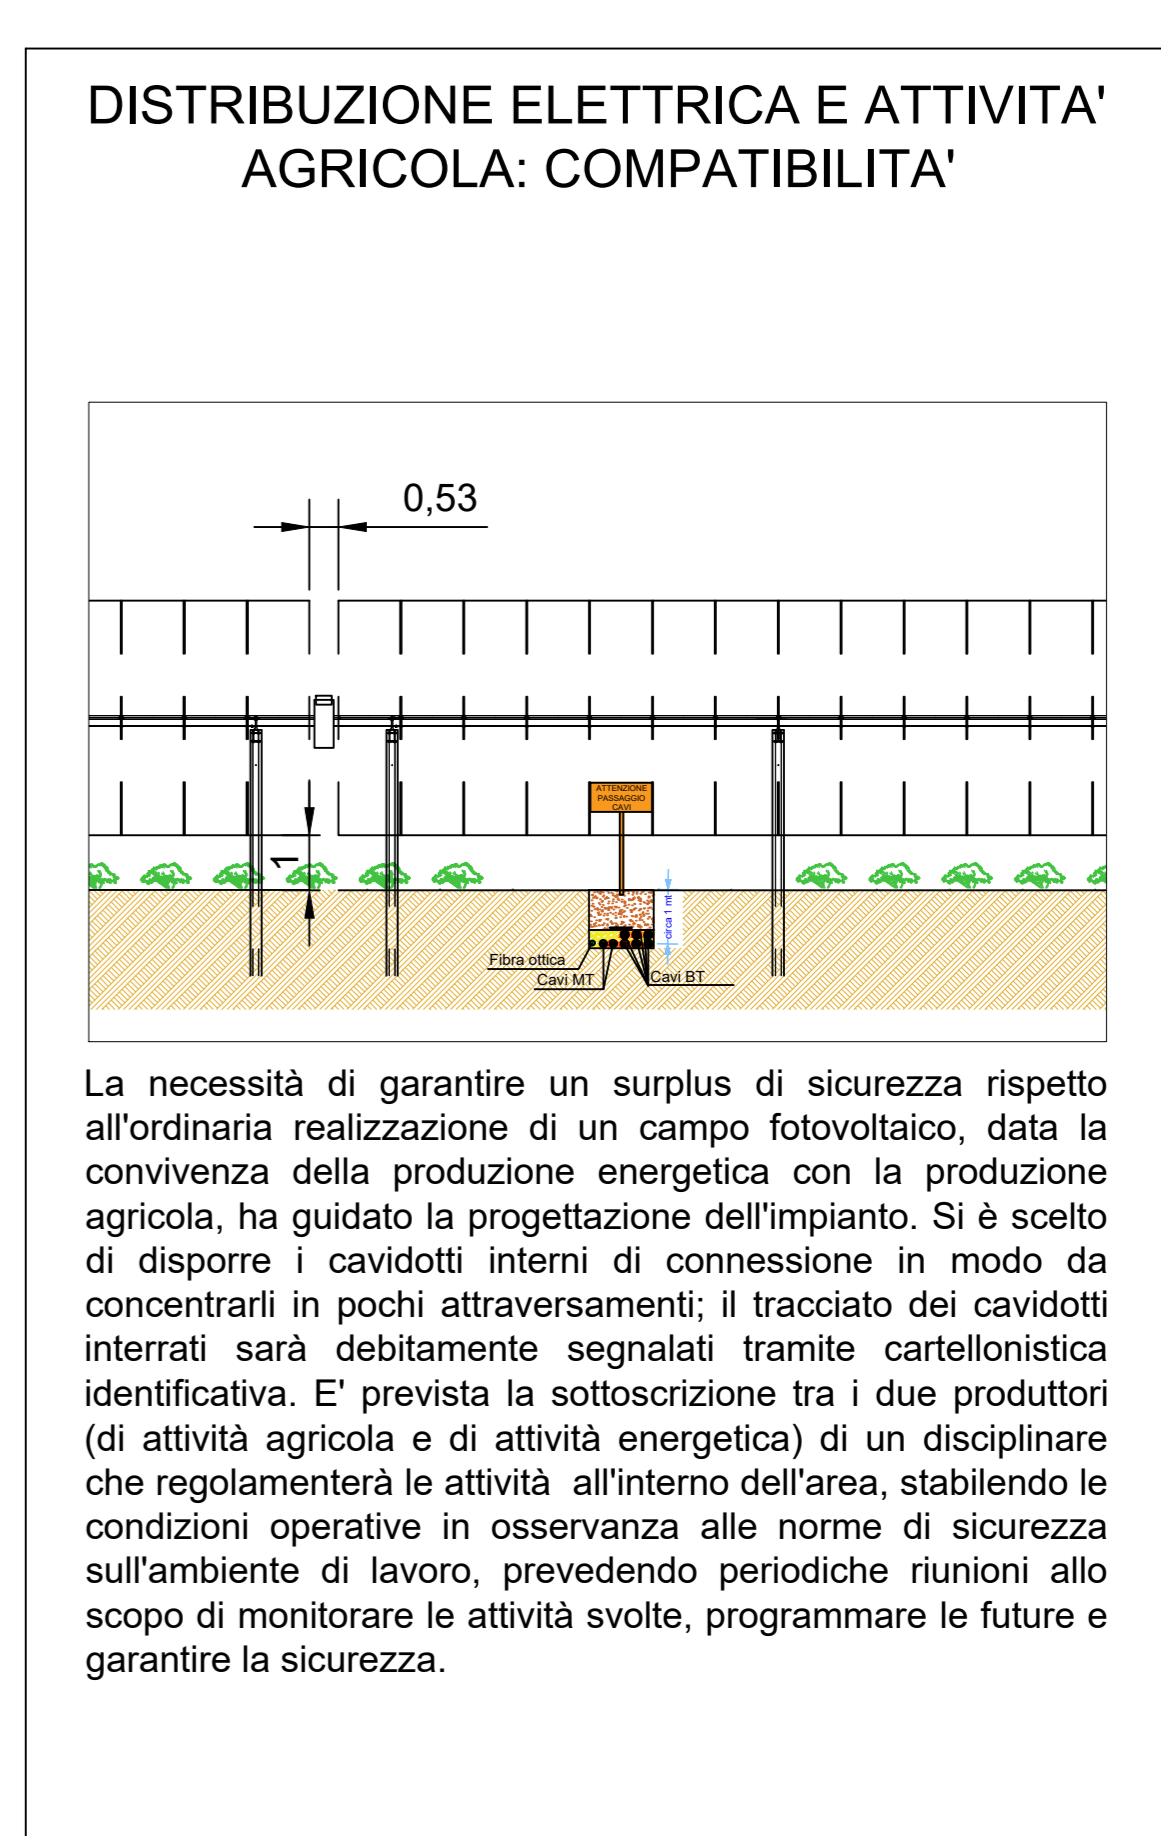 DISTRIBUZIONE ELETTRICA E ATTIVITA'
AGRICOLA: COMPATIBILITA'
0,53
ATTENZIONE
PASSAGGIO
CAVI
1
circa 1 mt
Fibra ottica
Cavi MT
Cavi BT
La necessità di garantire un surplus di sicurezza rispetto
all'ordinaria realizzazione di un campo fotovoltaico, data la
convivenza della produzione energetica con la produzione
agricola, ha guidato la progettazione dell'impianto. Si è scelto
di disporre i cavidotti interni di connessione in modo da
concentrarli in pochi attraversamenti; il tracciato dei cavidotti
interrati sarà debitamente segnalati tramite cartellonistica
identificativa. E' prevista la sottoscrizione tra i due produttori
(di attività agricola e di attività energetica) di un disciplinare
che regolamenterà le attività  all'interno dell'area, stabilendo le
condizioni operative in osservanza alle norme di sicurezza
sull'ambiente di lavoro, prevedendo periodiche riunioni allo
scopo di monitorare le attività svolte, programmare le future e
garantire la sicurezza.